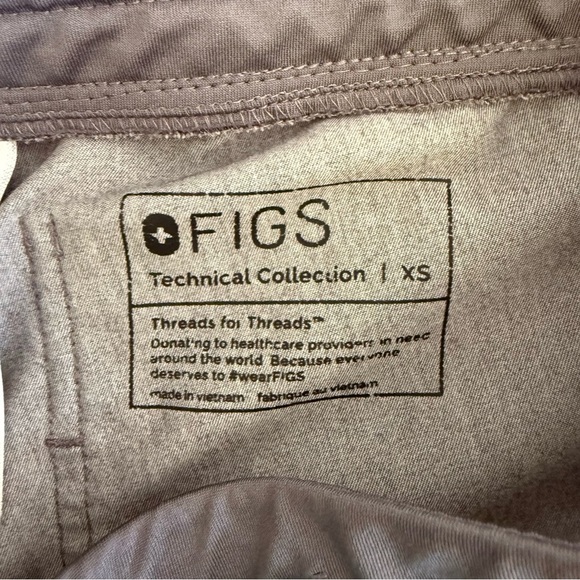 FIGS
Technical Collection | XS
Threads for Threads™
Donating to healthcare providers in need
around the world Because everyone
deserves to #wearFIGS
made in vietnam fabriqué au vietnam